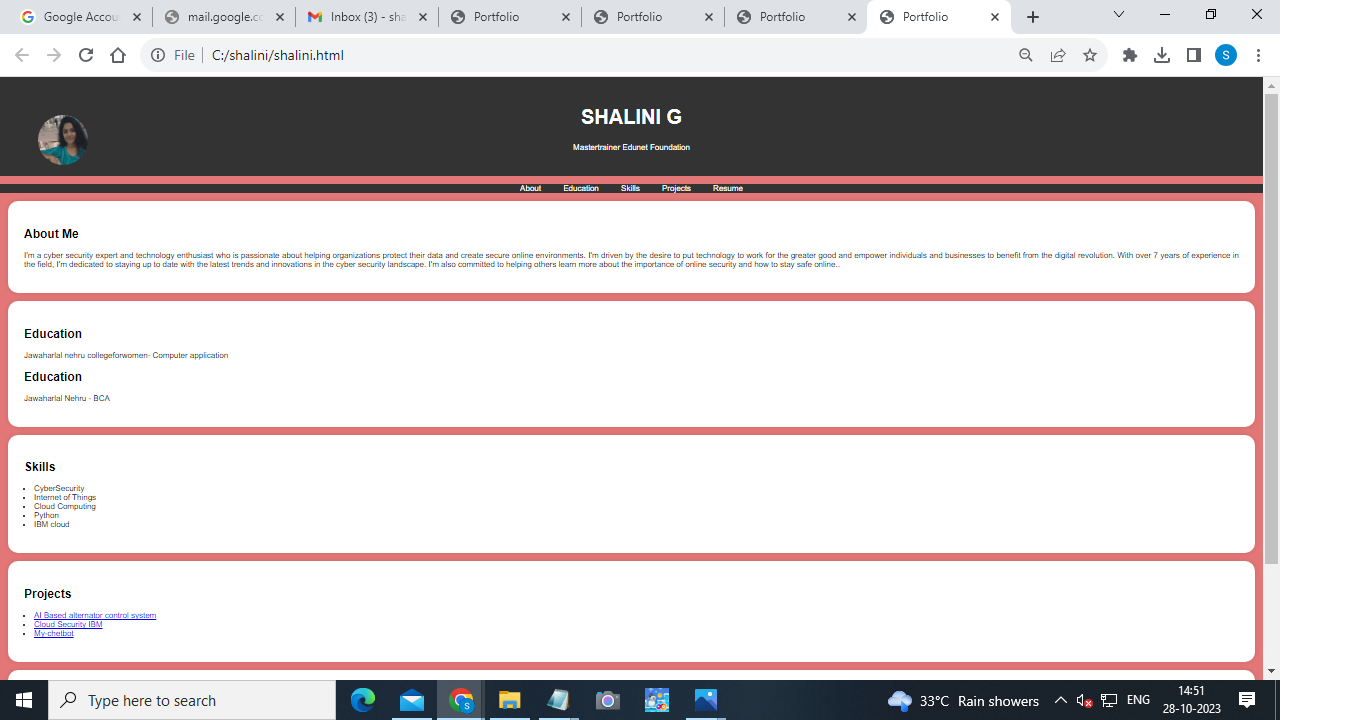 Google Accou
mail.google.co
Inbox (3) - sha
Portfolio
Portfolio
Portfolio
Portfolio
File
C:/shalini/shalini.html
S
SHALINI G
Mastertrainer Edunet Foundation
About Education Skills Projects Resume
About Me
I'm a cyber security expert and technology enthusiast who is passionate about helping organizations protect their data and create secure online environments. I'm driven by the desire to put technology to work for the greater good and empower individuals and businesses to benefit from the digital revolution. With over 7 years of experience in
the field, I'm dedicated to staying up to date with the latest trends and innovations in the cyber security landscape. I'm also committed to helping others learn more about the importance of online security and how to stay safe online..
Education
Jawaharlal nehru collegeforwomen- Computer application
Education
Jawaharlal Nehru - BCA
Skills
CyberSecurity
Internet of Things
Cloud Computing
Python
IBM cloud
Projects
AI Based alternator control system
Cloud Security IBM
My-chetbot
Type here to search
S
33°C Rain showers
ENG
14:51
28-10-2023